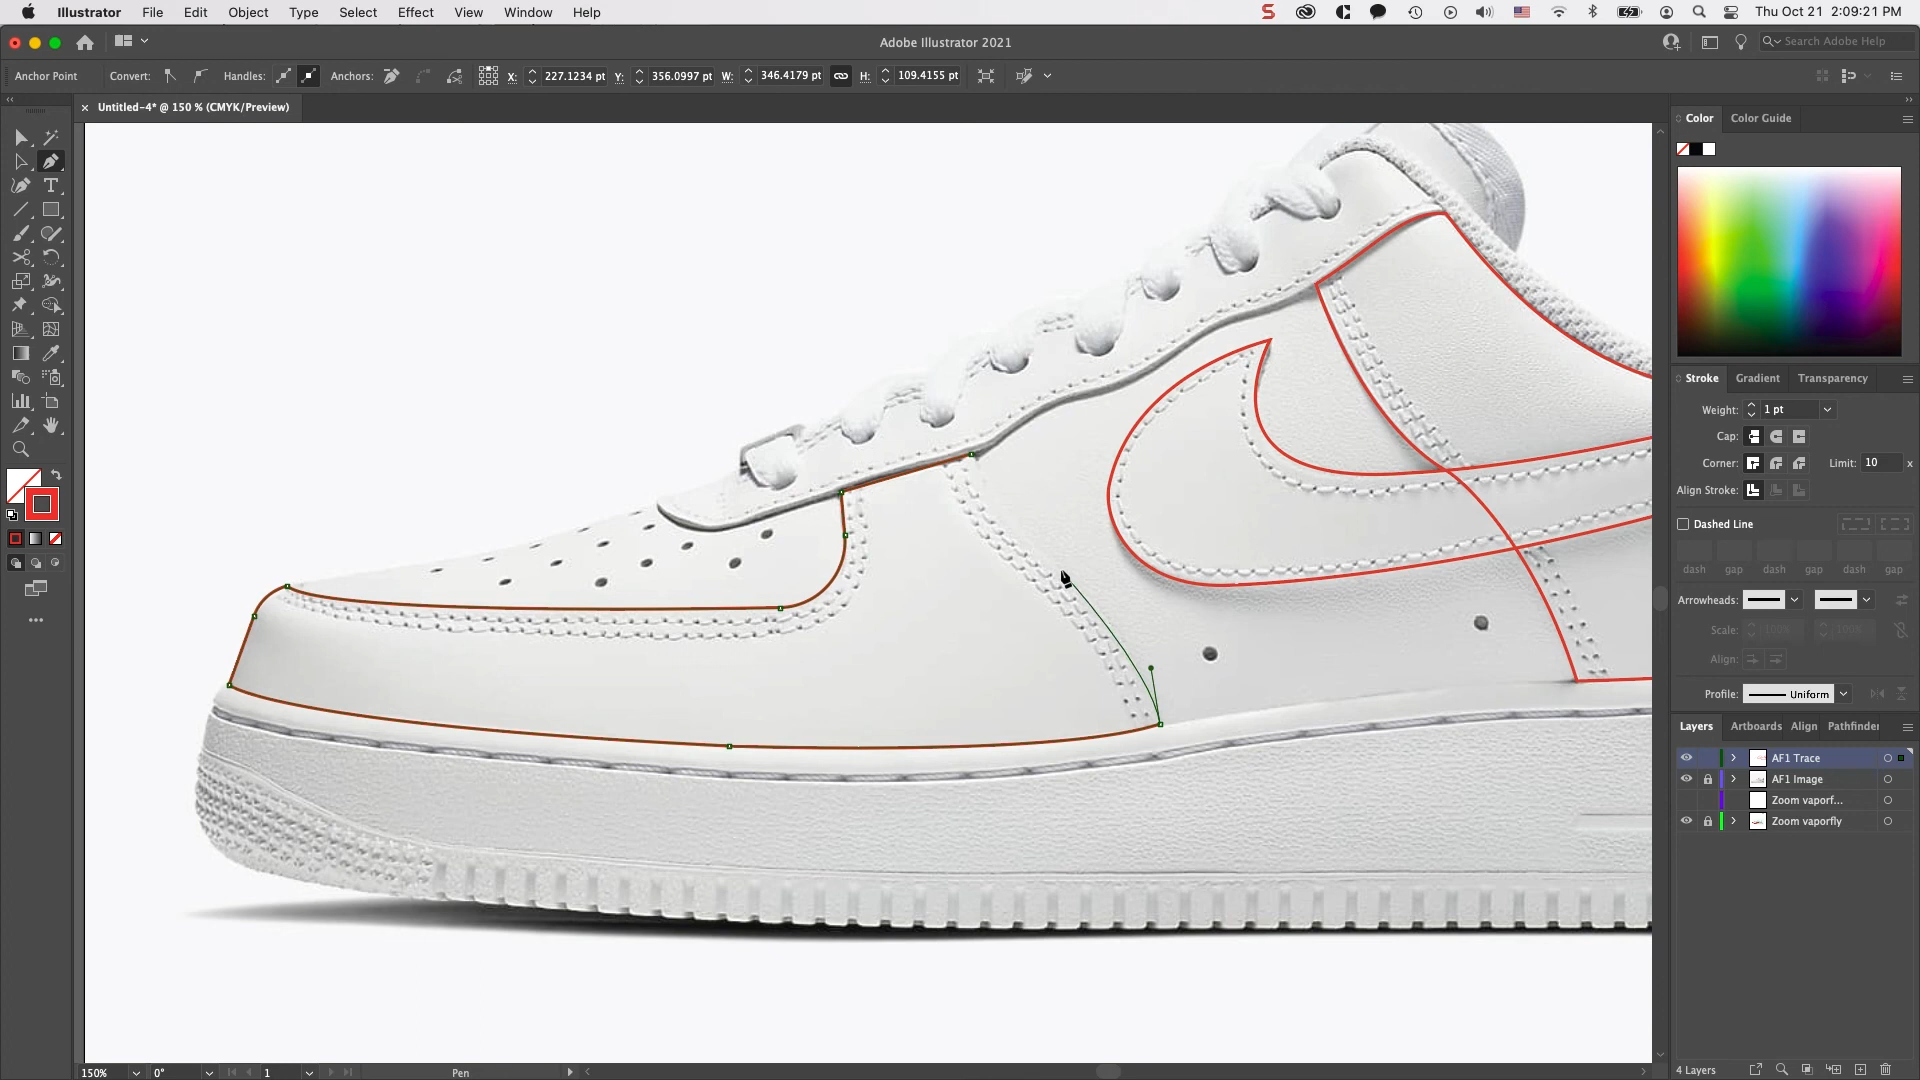 Illustrator File Edit Object Type Select Effect View Window Help
Thu Oct 21 2:09:21 PM
Adobe Illustrator 2021
Search Adobe Help
Anchor Point Convert: Handles: Anchors: X: 227.1234 pt Y: 356.0997 pt W: 346.4179 pt H: 109.4155 pt
× Untitled-4* @ 150 % (CMYK/Preview)
Color Color Guide
Stroke Gradient Transparency
Weight: 1 pt
Cap:
Corner: Limit: 10 x
Align Stroke:
Dashed Line
dash gap dash gap dash gap
Arrowheads:
Scale: 100% 100%
Align:
Profile: Uniform
Layers Artboards Align Pathfinder
AF1 Trace
AF1 Image
Zoom vaporf...
Zoom vaporfly
4 Layers
150% 0° 1 Pen